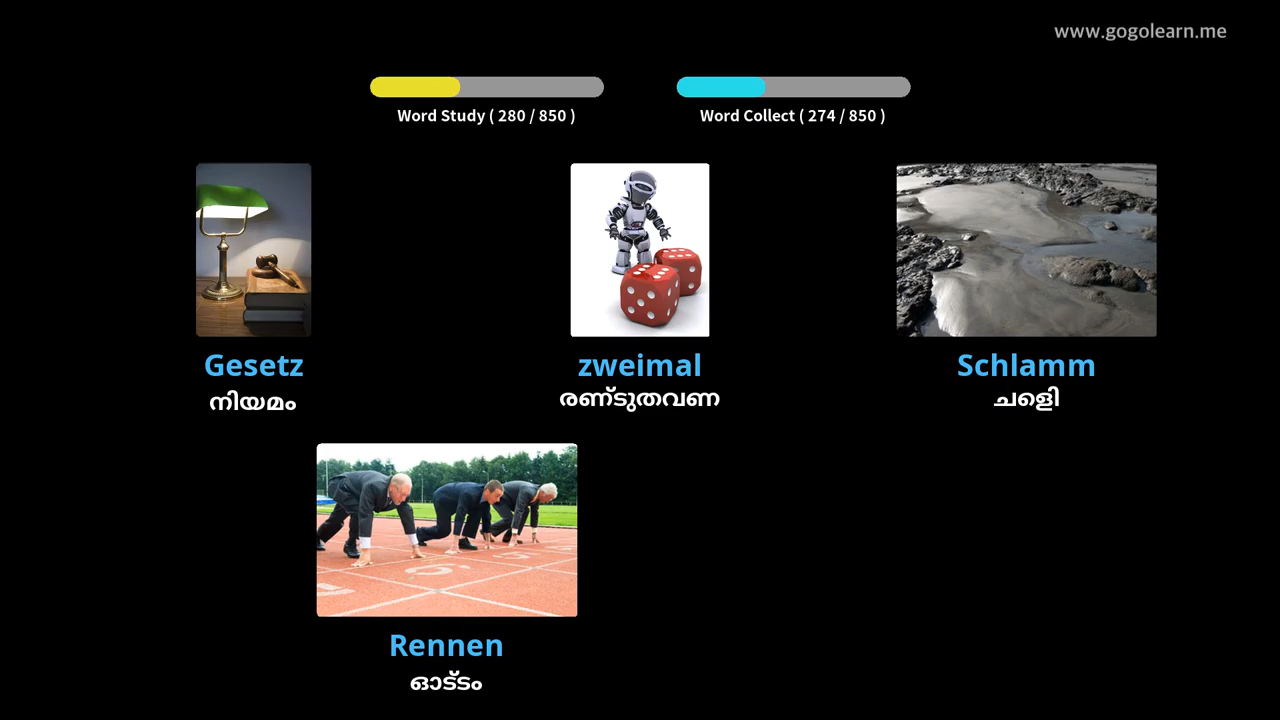 www.gogolearn.me
Word Study ( 280 / 850 )
Word Collect ( 274 / 850 )
Gesetz
നിയമം
zweimal
രണ്ടുതവണ
Schlamm
ചളെി
Rennen
ഓട്ടം